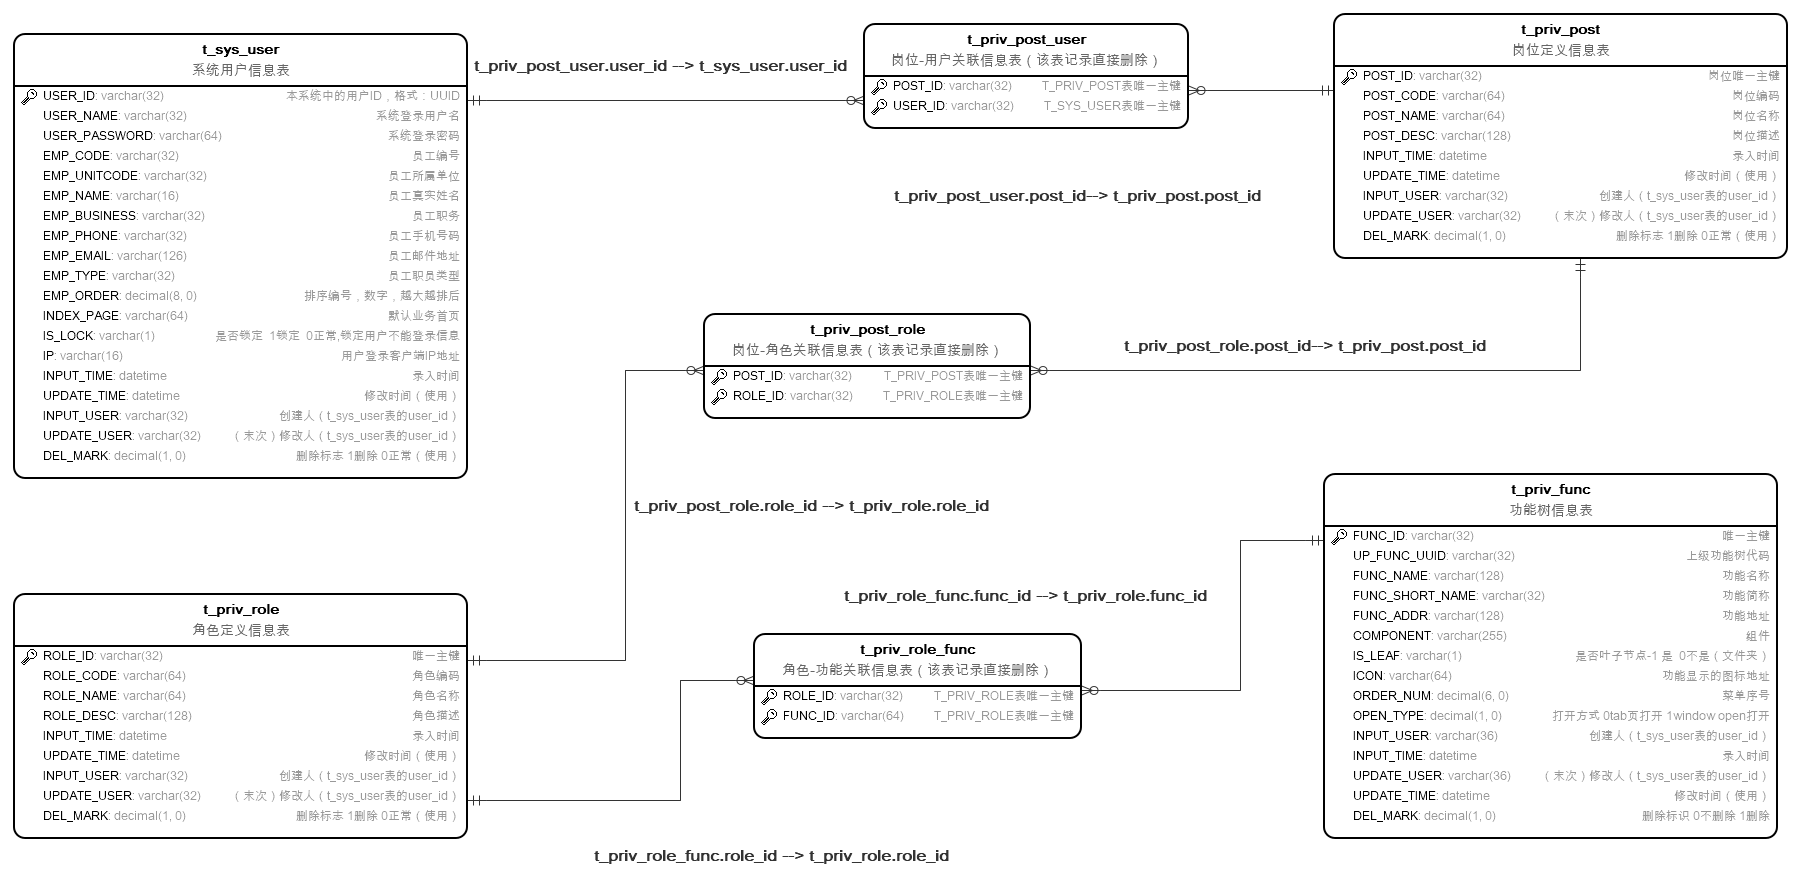 t_sys_user
系统用户信息表
USER_ID: varchar(32) 本系统中的用户ID，格式：UUID
USER_NAME: varchar(32) 系统登录用户名
USER_PASSWORD: varchar(64) 系统登录密码
EMP_CODE: varchar(32) 员工编号
EMP_UNITCODE: varchar(32) 员工所属单位
EMP_NAME: varchar(16) 员工真实姓名
EMP_BUSINESS: varchar(32) 员工职务
EMP_PHONE: varchar(32) 员工手机号码
EMP_EMAIL: varchar(126) 员工邮件地址
EMP_TYPE: varchar(32) 员工职员类型
EMP_ORDER: decimal(8, 0) 排序编号，数字，越大越排后
INDEX_PAGE: varchar(64) 默认业务首页
IS_LOCK: varchar(1) 是否锁定 1锁定 0正常,锁定用户不能登录信息
IP: varchar(16) 用户登录客户端IP地址
INPUT_TIME: datetime 录入时间
UPDATE_TIME: datetime 修改时间（使用）
INPUT_USER: varchar(32) 创建人（t_sys_user表的user_id）
UPDATE_USER: varchar(32) （末次）修改人（t_sys_user表的user_id）
DEL_MARK: decimal(1, 0) 删除标志 1删除 0正常（使用）
t_priv_post_user.user_id --> t_sys_user.user_id
t_priv_post_user
岗位-用户关联信息表（该表记录直接删除）
POST_ID: varchar(32) T_PRIV_POST表唯一主键
USER_ID: varchar(32) T_SYS_USER表唯一主键
t_priv_post
岗位定义信息表
POST_ID: varchar(32) 岗位唯一主键
POST_CODE: varchar(64) 岗位编码
POST_NAME: varchar(64) 岗位名称
POST_DESC: varchar(128) 岗位描述
INPUT_TIME: datetime 录入时间
UPDATE_TIME: datetime 修改时间（使用）
INPUT_USER: varchar(32) 创建人（t_sys_user表的user_id）
UPDATE_USER: varchar(32) （末次）修改人（t_sys_user表的user_id）
DEL_MARK: decimal(1, 0) 删除标志 1删除 0正常（使用）
t_priv_post_user.post_id--> t_priv_post.post_id
t_priv_post_role
岗位-角色关联信息表（该表记录直接删除）
POST_ID: varchar(32) T_PRIV_POST表唯一主键
ROLE_ID: varchar(32) T_PRIV_ROLE表唯一主键
t_priv_post_role.post_id--> t_priv_post.post_id
t_priv_post_role.role_id --> t_priv_role.role_id
t_priv_func
功能树信息表
FUNC_ID: varchar(32) 唯一主键
UP_FUNC_UUID: varchar(32) 上级功能树代码
FUNC_NAME: varchar(128) 功能名称
FUNC_SHORT_NAME: varchar(32) 功能简称
FUNC_ADDR: varchar(128) 功能地址
COMPONENT: varchar(255) 组件
IS_LEAF: varchar(1) 是否叶子节点-1 是 0不是（文件夹）
ICON: varchar(64) 功能显示的图标地址
ORDER_NUM: decimal(6, 0) 菜单序号
OPEN_TYPE: decimal(1, 0) 打开方式 0tab页打开 1window open打开
INPUT_USER: varchar(36) 创建人（t_sys_user表的user_id）
INPUT_TIME: datetime 录入时间
UPDATE_USER: varchar(36) （末次）修改人（t_sys_user表的user_id）
UPDATE_TIME: datetime 修改时间（使用）
DEL_MARK: decimal(1, 0) 删除标识 0不删除 1删除
t_priv_role_func.func_id --> t_priv_role.func_id
t_priv_role
角色定义信息表
ROLE_ID: varchar(32) 唯一主键
ROLE_CODE: varchar(64) 角色编码
ROLE_NAME: varchar(64) 角色名称
ROLE_DESC: varchar(128) 角色描述
INPUT_TIME: datetime 录入时间
UPDATE_TIME: datetime 修改时间（使用）
INPUT_USER: varchar(32) 创建人（t_sys_user表的user_id）
UPDATE_USER: varchar(32) （末次）修改人（t_sys_user表的user_id）
DEL_MARK: decimal(1, 0) 删除标志 1删除 0正常（使用）
t_priv_role_func
角色-功能关联信息表（该表记录直接删除）
ROLE_ID: varchar(32) T_PRIV_ROLE表唯一主键
FUNC_ID: varchar(64) T_PRIV_ROLE表唯一主键
t_priv_role_func.role_id --> t_priv_role.role_id